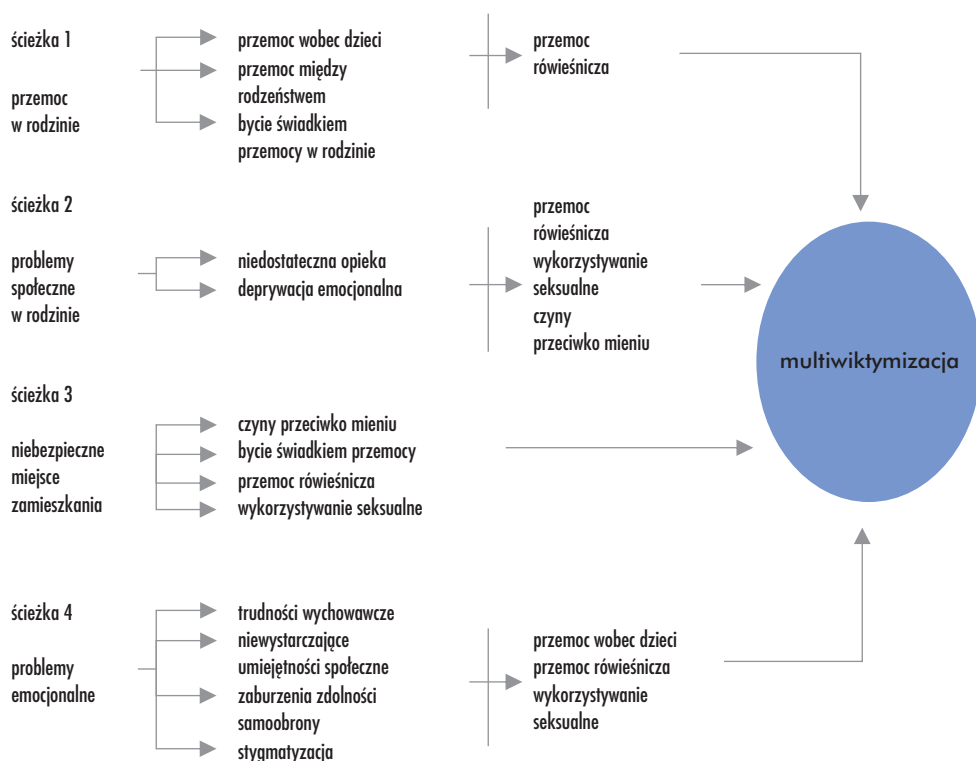 ścieżka 1
przemoc
w rodzinie
przemoc wobec dzieci
przemoc między
rodzeństwem
bycie świadkiem
przemocy w rodzinie
przemoc
rówieśnicza
ścieżka 2
problemy
społeczne
w rodzinie
niedostateczna opieka
deprywacja emocjonalna
przemoc
rówieśnicza
wykorzystywanie
seksualne
czyny
przeciwko mieniu
ścieżka 3
niebezpieczne
miejsce
zamieszkania
czyny przeciwko mieniu
bycie świadkiem przemocy
przemoc rówieśnicza
wykorzystywanie seksualne
ścieżka 4
problemy
emocjonalne
trudności wychowawcze
niewystarczające
umiejętności społeczne
zaburzenia zdolności
samoobrony
stygmatyzacja
przemoc wobec dzieci
przemoc rówieśnicza
wykorzystywanie
seksualne
multiwiktymizacja